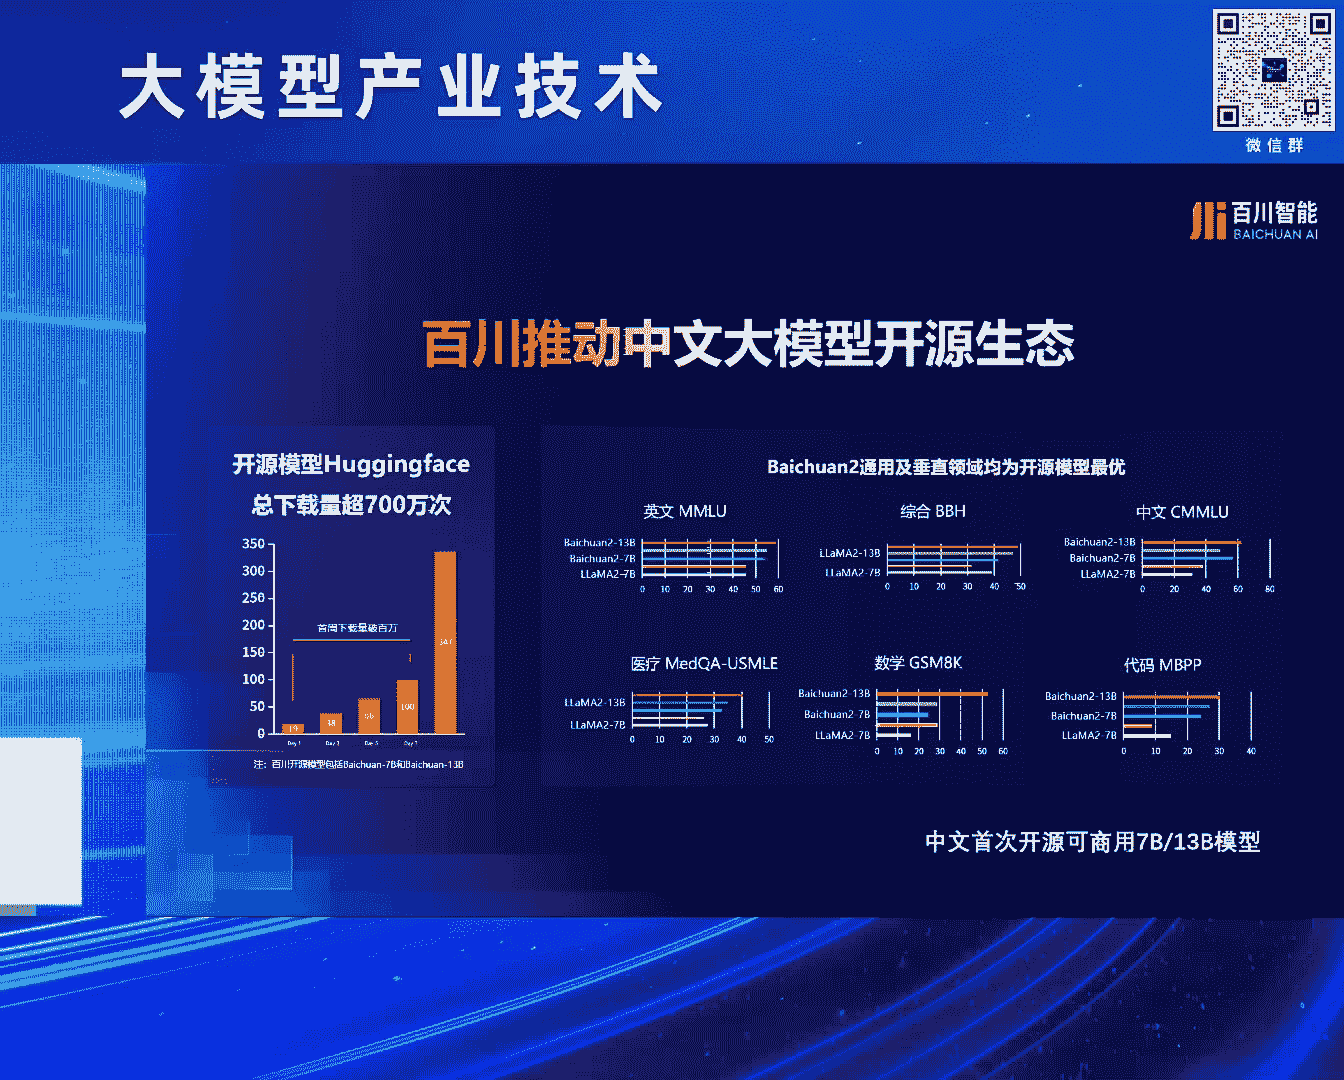 大模型产业技术
微信群
百川智能
BAICHUAN AI
百川推动中文大模型开源生态
开源模型Huggingface
总下载量超700万次
350
300
250
200
150
100
50
0
首周下载量破百万
19
38
66
100
347
Day 1
Day 3
Day 5
Day 7
注：百川开源模型包括Baichuan-7B和Baichuan-13B
Baichuan2通用及垂直领域均为开源模型最优
英文 MMLU
Baichuan2-13B
Baichuan2-7B
LLaMA2-7B
0 10 20 30 40 50 60
综合 BBH
LLaMA2-13B
LLaMA2-7B
0 10 20 30 40 50
中文 CMMLU
Baichuan2-13B
Baichuan2-7B
LLaMA2-7B
0 20 40 60 80
医疗 MedQA-USMLE
LLaMA2-13B
LLaMA2-7B
0 10 20 30 40 50
数学 GSM8K
Baichuan2-13B
Baichuan2-7B
LLaMA2-7B
0 10 20 30 40 50 60
代码 MBPP
Baichuan2-13B
Baichuan2-7B
LLaMA2-7B
0 10 20 30 40
中文首次开源可商用7B/13B模型